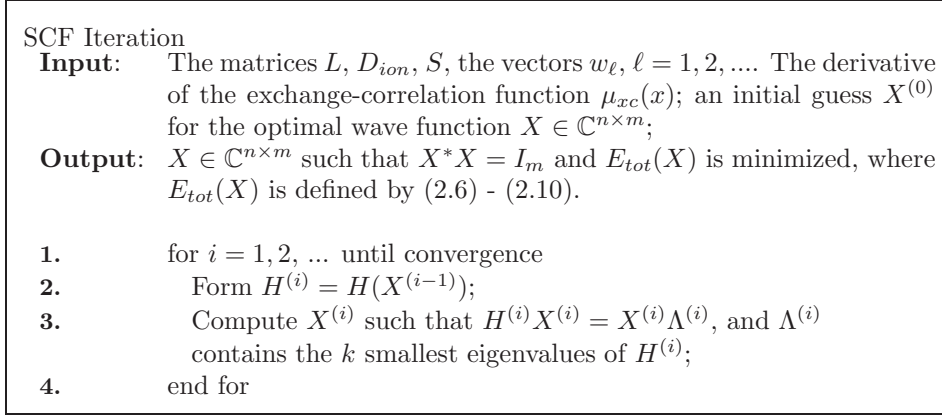 SCF Iteration
Input: The matrices L, D_{ion}, S, the vectors w_ℓ, ℓ = 1, 2, .... The derivative
of the exchange-correlation function μ_{xc}(x); an initial guess X^{(0)}
for the optimal wave function X ∈ ℂ^{n×m};
Output: X ∈ ℂ^{n×m} such that X^*X = I_m and E_{tot}(X) is minimized, where
E_{tot}(X) is defined by (2.6) - (2.10).
1. for i = 1, 2, ... until convergence
2. Form H^{(i)} = H(X^{(i−1)});
3. Compute X^{(i)} such that H^{(i)}X^{(i)} = X^{(i)}Λ^{(i)}, and Λ^{(i)}
contains the k smallest eigenvalues of H^{(i)};
4. end for